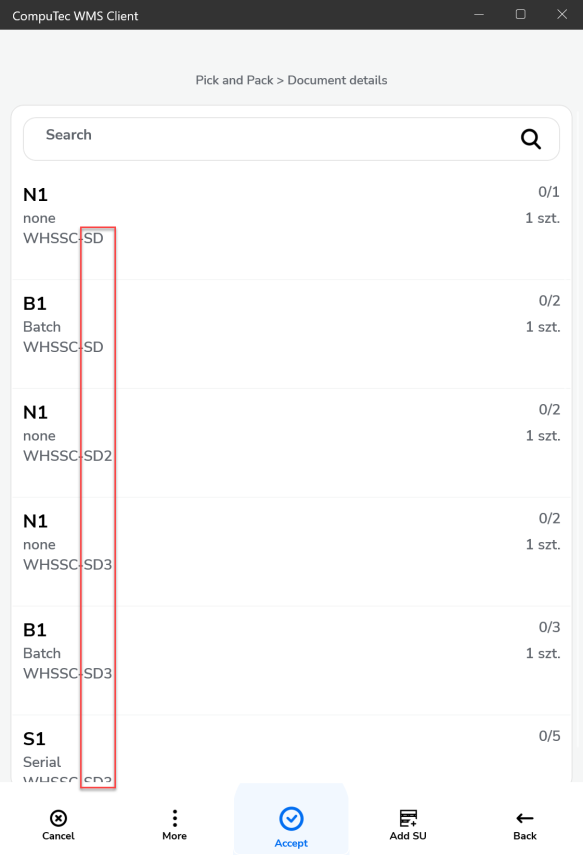 CompuTec WMS Client
Pick and Pack > Document details
Search
N1 0/1
none 1 szt.
WHSSC-SD
B1 0/2
Batch 1 szt.
WHSSC-SD
N1 0/2
none 1 szt.
WHSSC-SD2
N1 0/2
none 1 szt.
WHSSC-SD3
B1 0/3
Batch 1 szt.
WHSSC-SD3
S1 0/5
Serial
WHSSC-SD3
Cancel More Accept Add SU Back